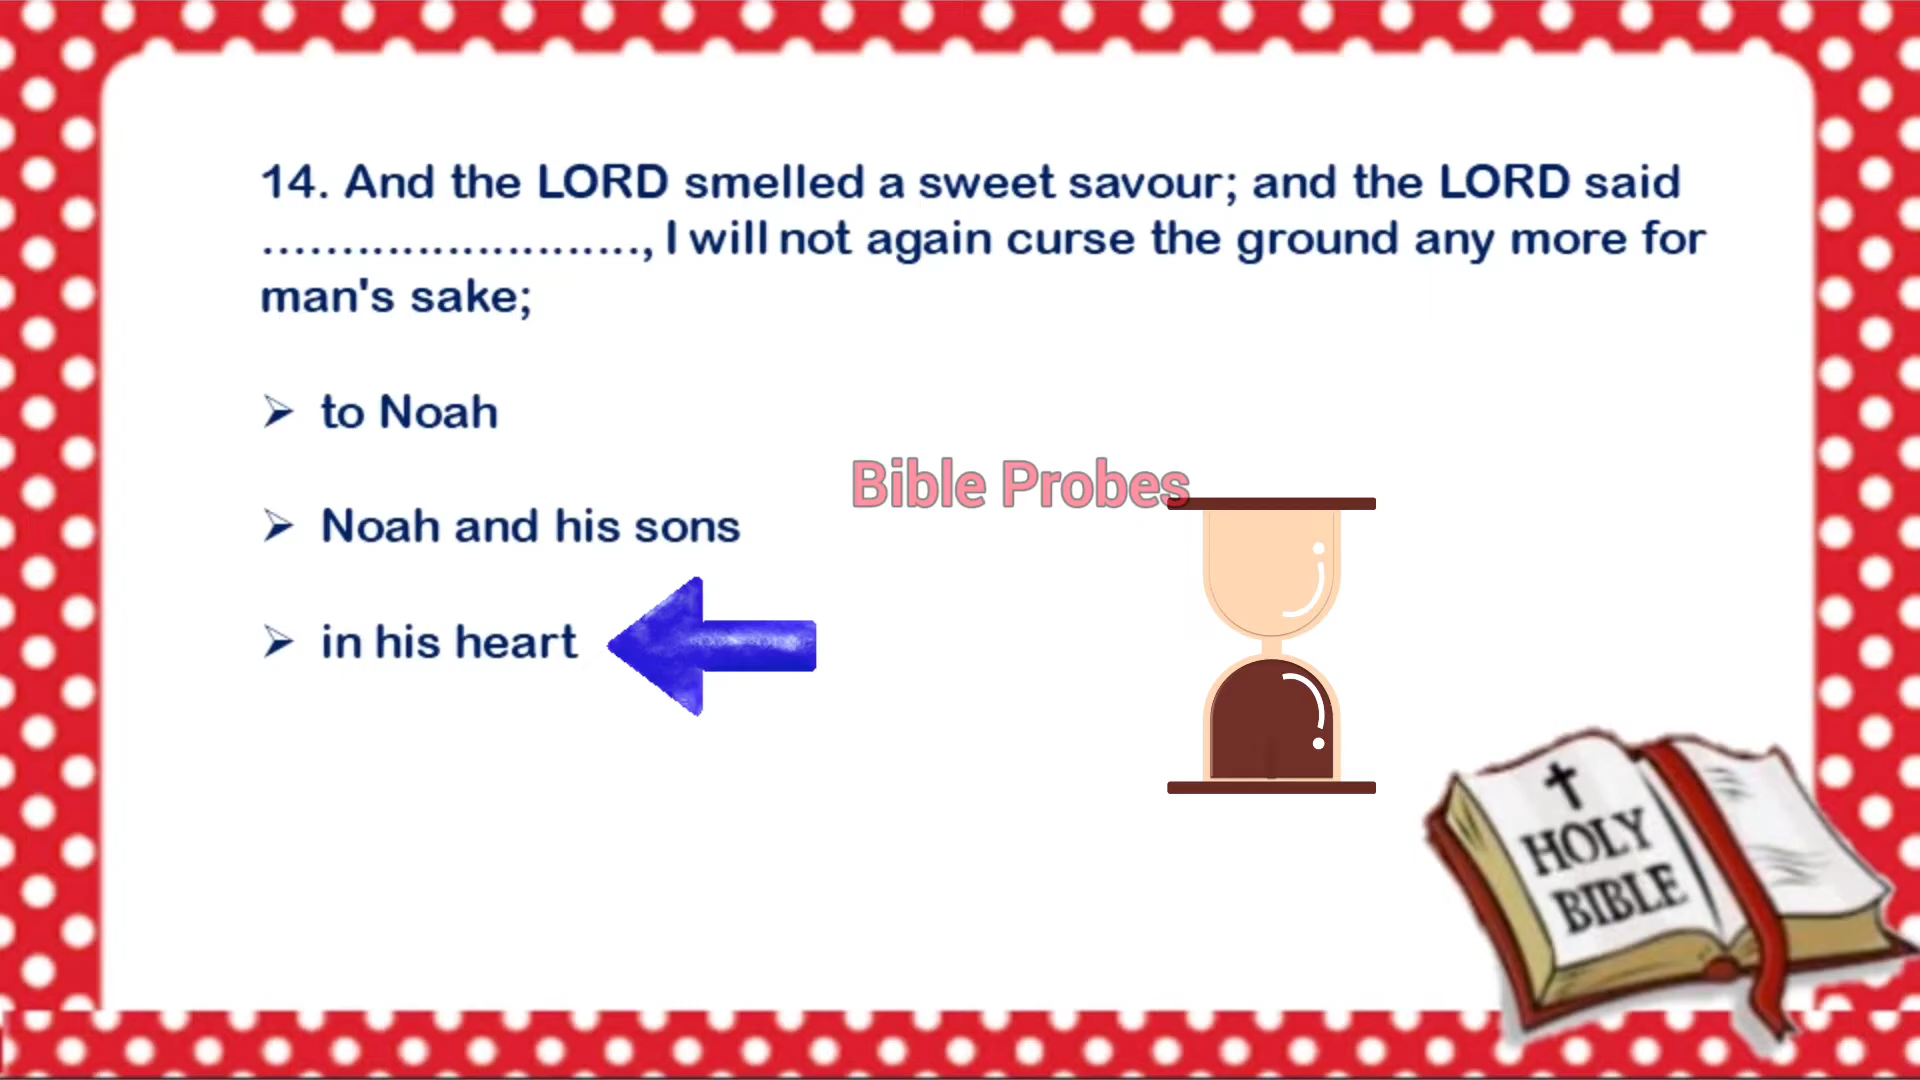 14. And the LORD smelled a sweet savour; and the LORD said
........................., I will not again curse the ground any more for
man's sake;
➢ to Noah
Bible Probes
➢ Noah and his sons
➢ in his heart
HOLY
BIBLE